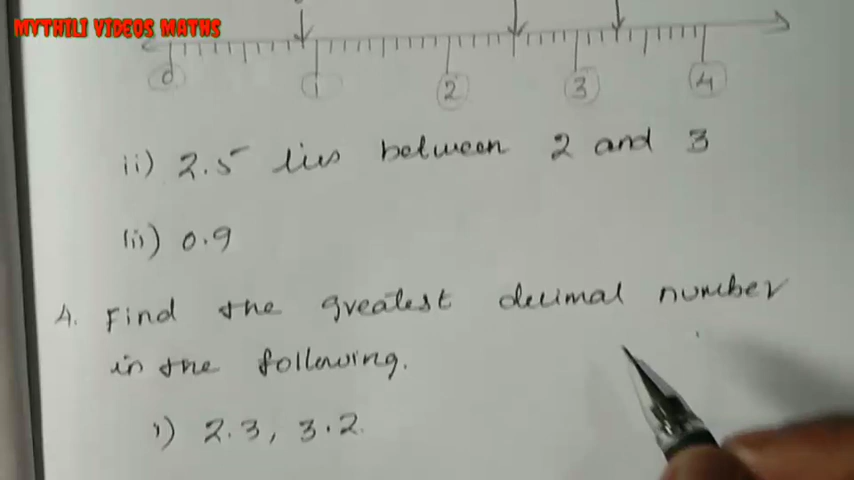 MYTHILI VIDEOS MATHS
0 1 2 3 4
ii) 2.5 lies between 2 and 3
iii) 0.9
4. Find the greatest decimal number
in the following.
i) 2.3, 3.2